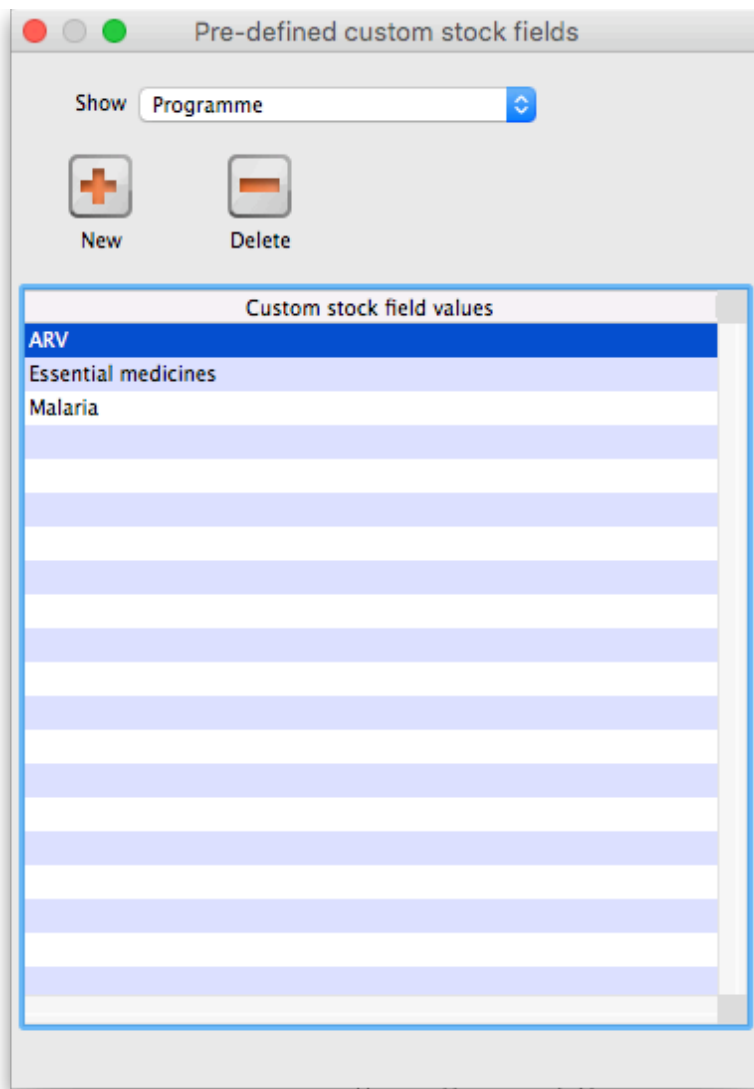 Pre-defined custom stock fields
Show Programme
New Delete
Custom stock field values
ARV
Essential medicines
Malaria